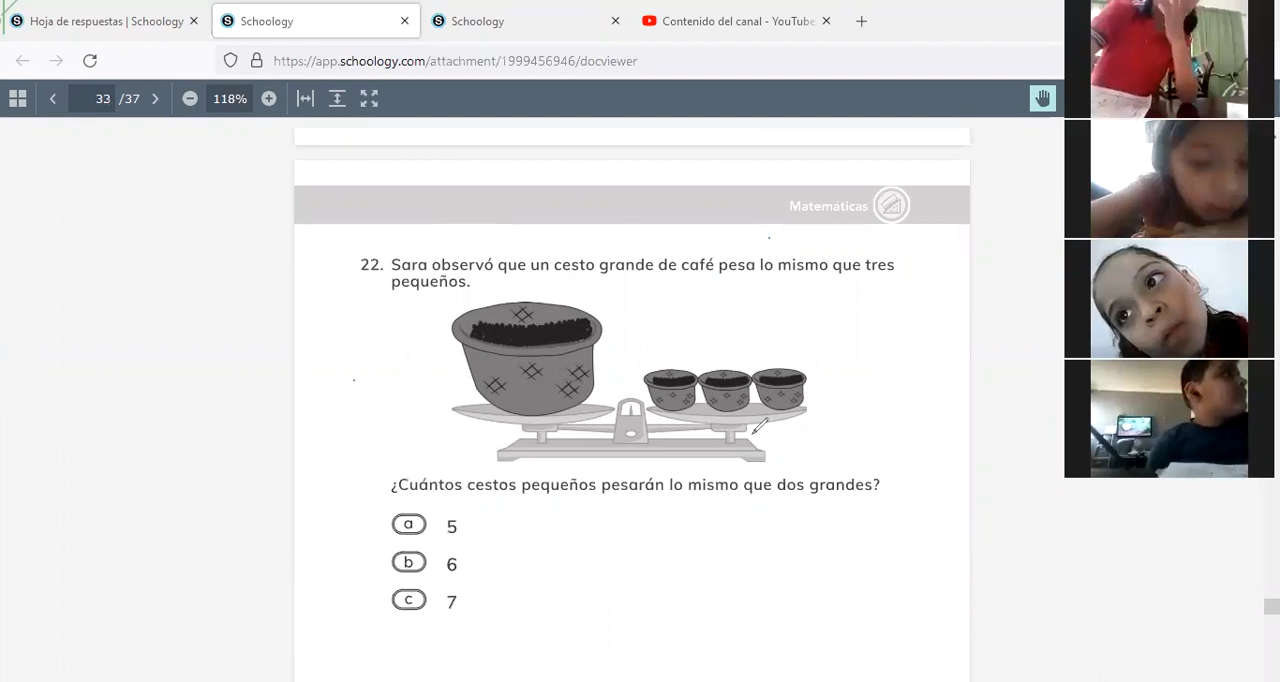 Hoja de respuestas | Schoology
Schoology
Schoology
Contenido del canal - YouTube
https://app.schoology.com/attachment/1999456946/docviewer
33 /37
118%
Matemáticas
22. Sara observó que un cesto grande de café pesa lo mismo que tres
pequeños.
¿Cuántos cestos pequeños pesarán lo mismo que dos grandes?
a 5
b 6
c 7